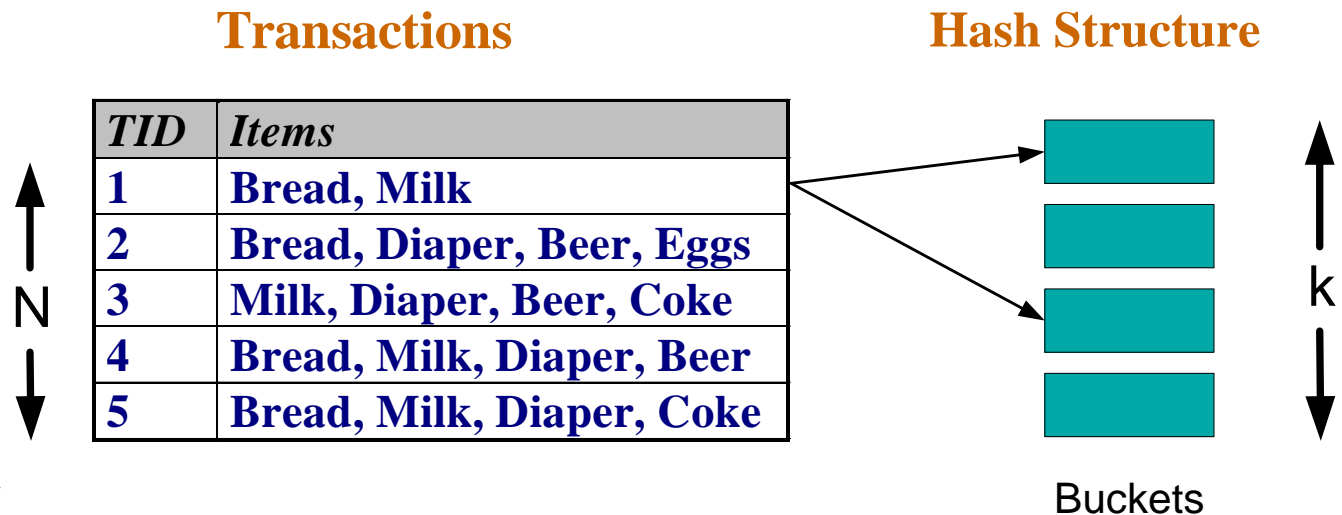 Transactions
Hash Structure
TID Items
1 Bread, Milk
2 Bread, Diaper, Beer, Eggs
3 Milk, Diaper, Beer, Coke
4 Bread, Milk, Diaper, Beer
5 Bread, Milk, Diaper, Coke
N
k
Buckets